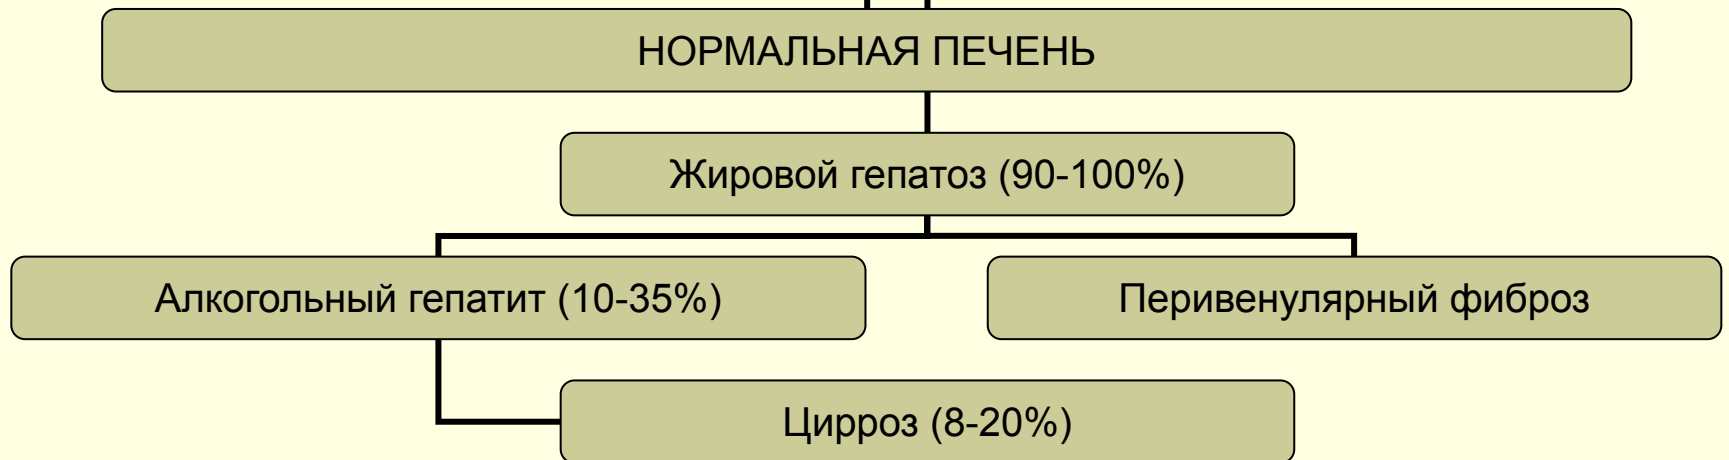 НОРМАЛЬНАЯ ПЕЧЕНЬ
Жировой гепатоз (90-100%)
Алкогольный гепатит (10-35%)
Перивенулярный фиброз
Цирроз (8-20%)